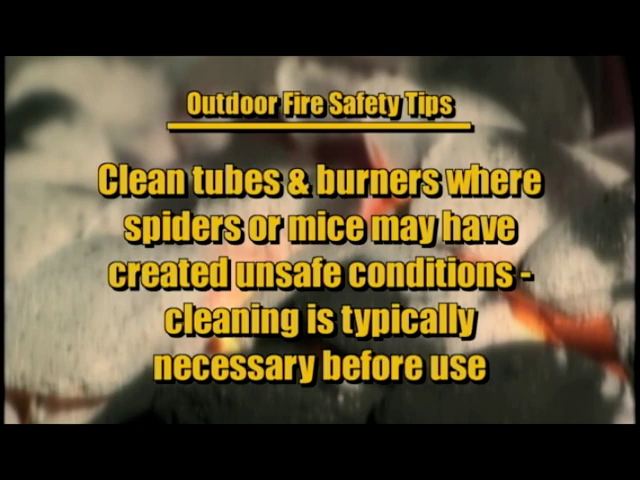 Outdoor Fire Safety Tips
Clean tubes & burners where
spiders or mice may have
created unsafe conditions -
cleaning is typically
necessary before use